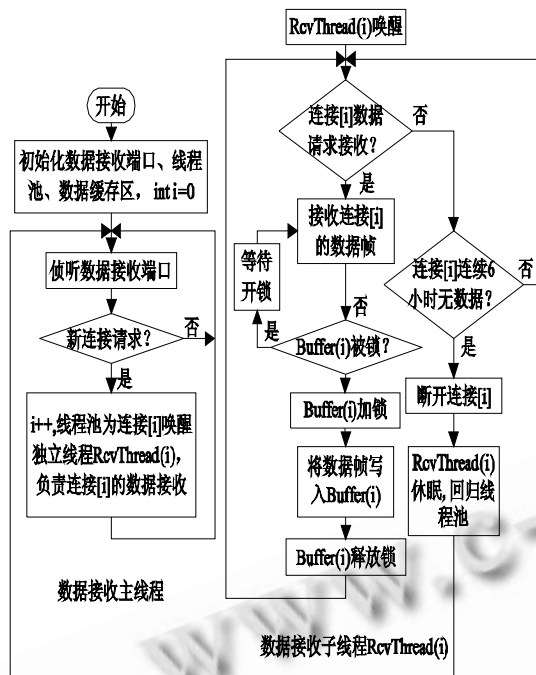 开始
初始化数据接收端口、线程
池、数据缓存区, int i=0
侦听数据接收端口
新连接请求?
否
是
i++,线程池为连接[i]唤醒
独立线程RcvThread(i),
负责连接[i]的数据接收
数据接收主线程
RcvThread(i)唤醒
连接[i]数据
请求接收?
否
是
接收连接[i]
的数据帧
等待
开锁
否
是
Buffer(i)被锁?
Buffer(i)加锁
将数据帧写
入Buffer(i)
Buffer(i)释放锁
连接[i]连续6
小时无数据?
否
是
断开连接[i]
RcvThread(i)
休眠,回归线
程池
数据接收子线程RcvThread(i)
www.c